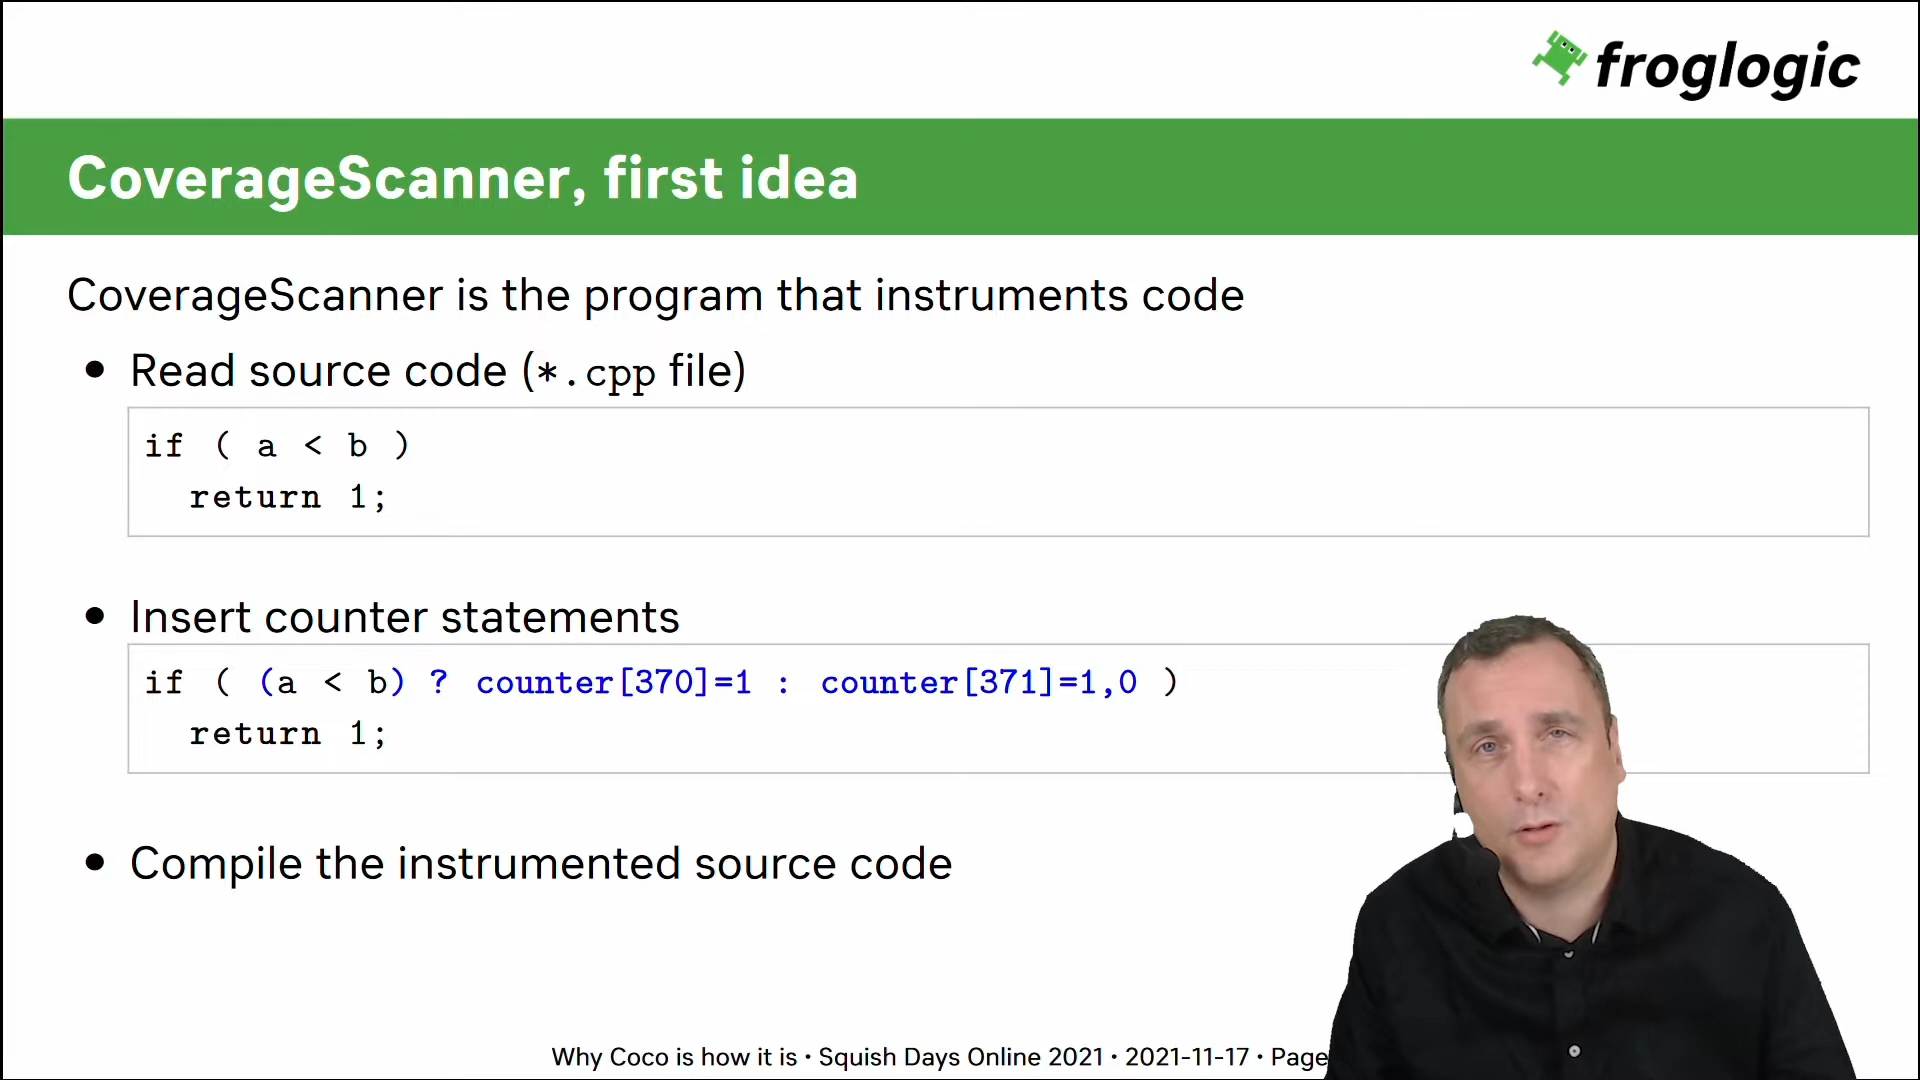 froglogic
CoverageScanner, first idea
CoverageScanner is the program that instruments code
• Read source code (*.cpp file)
if ( a < b )
return 1;
• Insert counter statements
if ( (a < b) ? counter[370]=1 : counter[371]=1,0 )
return 1;
• Compile the instrumented source code
Why Coco is how it is • Squish Days Online 2021 • 2021-11-17 • Page